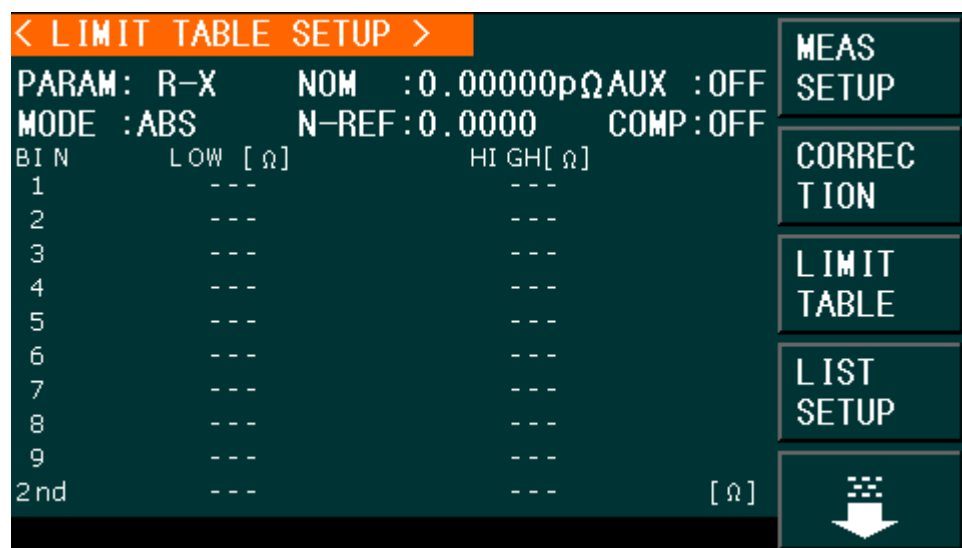 < LIMIT TABLE SETUP >
PARAM: R-X NOM :0.00000pΩ AUX :OFF
MODE :ABS N-REF:0.0000 COMP:OFF
BIN LOW [Ω] HIGH[Ω]
1 --- ---
2 --- ---
3 --- ---
4 --- ---
5 --- ---
6 --- ---
7 --- ---
8 --- ---
9 --- ---
2nd --- --- [Ω]
MEAS
SETUP
CORREC
TION
LIMIT
TABLE
LIST
SETUP